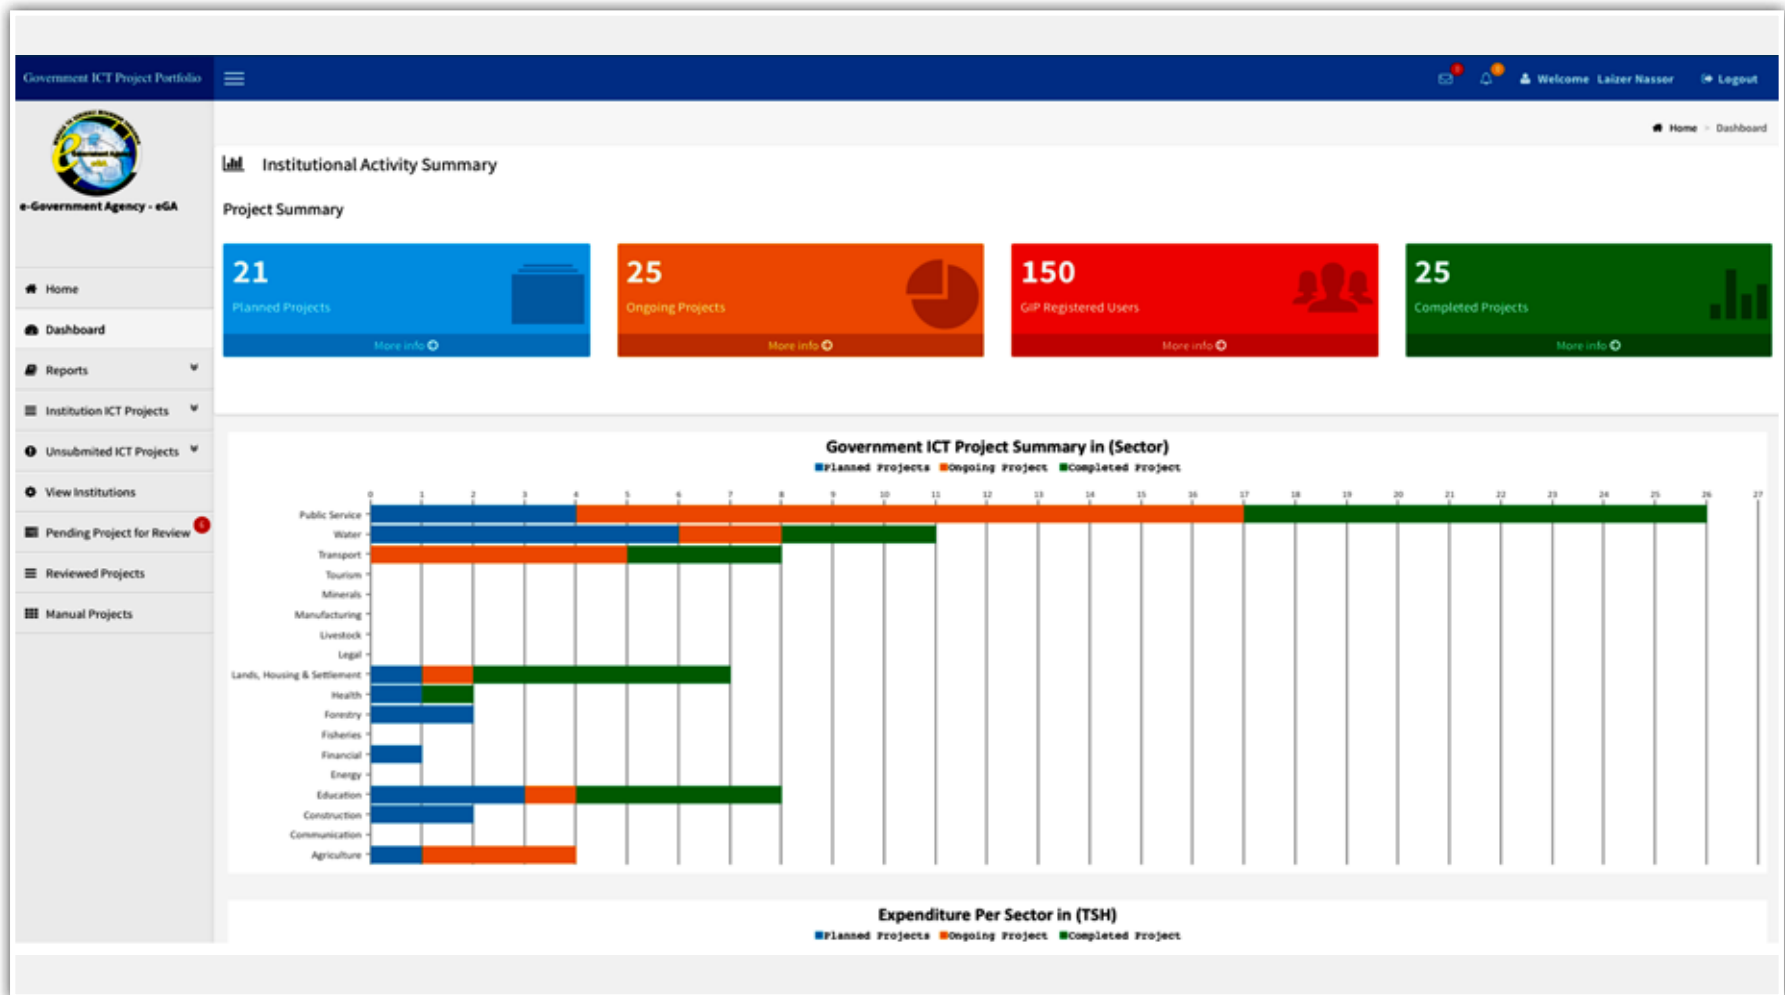 Government ICT Project Portfolio
Welcome Laizer Nassor
Logout
Home > Dashboard
e-Government Agency - eGA
Institutional Activity Summary
Project Summary
21
Planned Projects
More info
25
Ongoing Projects
More info
150
GIP Registered Users
More info
25
Completed Projects
More info
Home
Dashboard
Reports
Institution ICT Projects
Unsubmited ICT Projects
View Institutions
Pending Project for Review 6
Reviewed Projects
Manual Projects
Government ICT Project Summary in (Sector)
Planned Projects Ongoing Project Completed Project
0 1 2 3 4 5 6 7 8 9 10 11 12 13 14 15 16 17 18 19 20 21 22 23 24 25 26 27
Public Service
Water
Transport
Tourism
Minerals
Manufacturing
Livestock
Legal
Lands, Housing & Settlement
Health
Forestry
Fisheries
Financial
Energy
Education
Construction
Communication
Agriculture
Expenditure Per Sector in (TSH)
Planned Projects Ongoing Project Completed Project